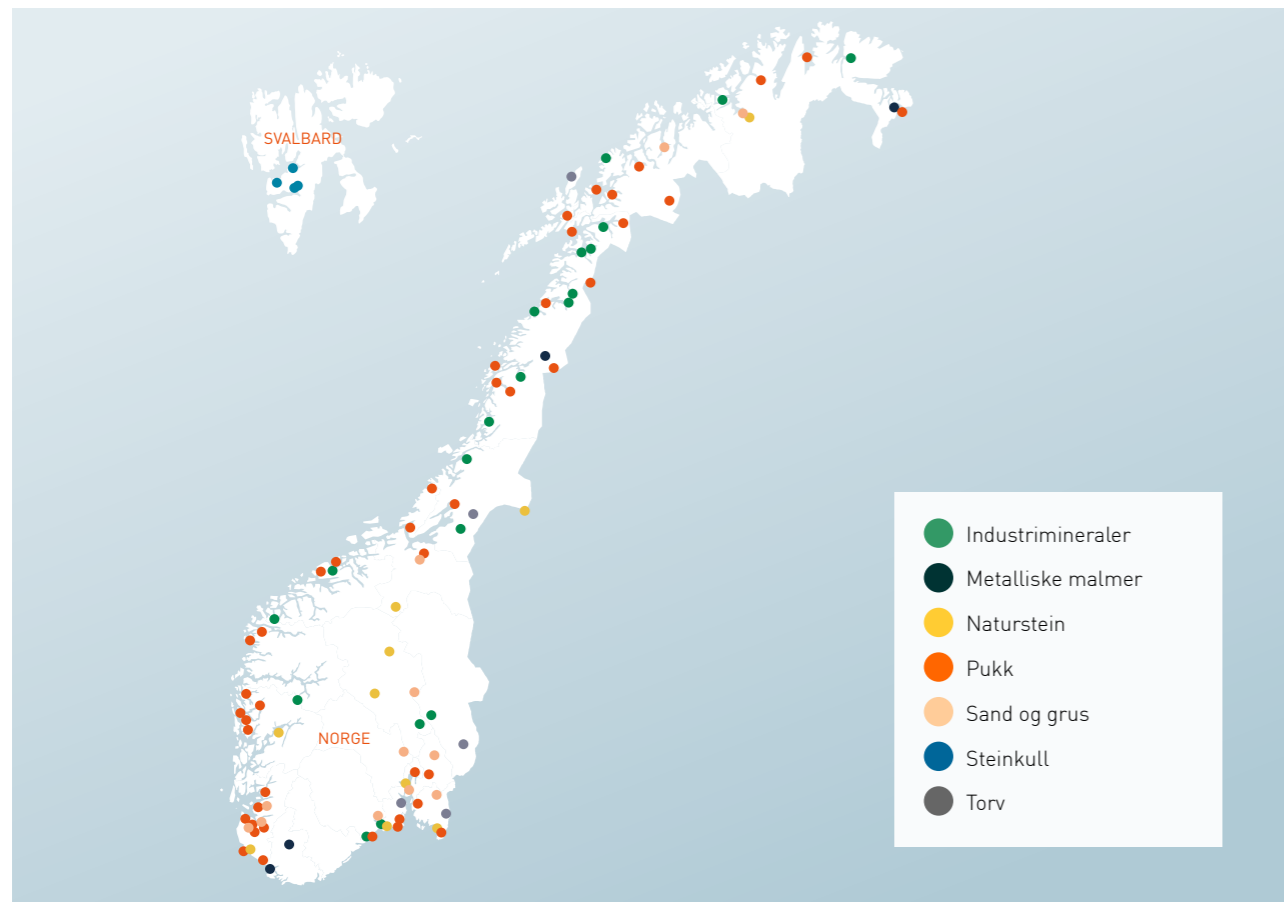 SVALBARD
NORGE
Industrimineraler
Metalliske malmer
Naturstein
Pukk
Sand og grus
Steinkull
Torv